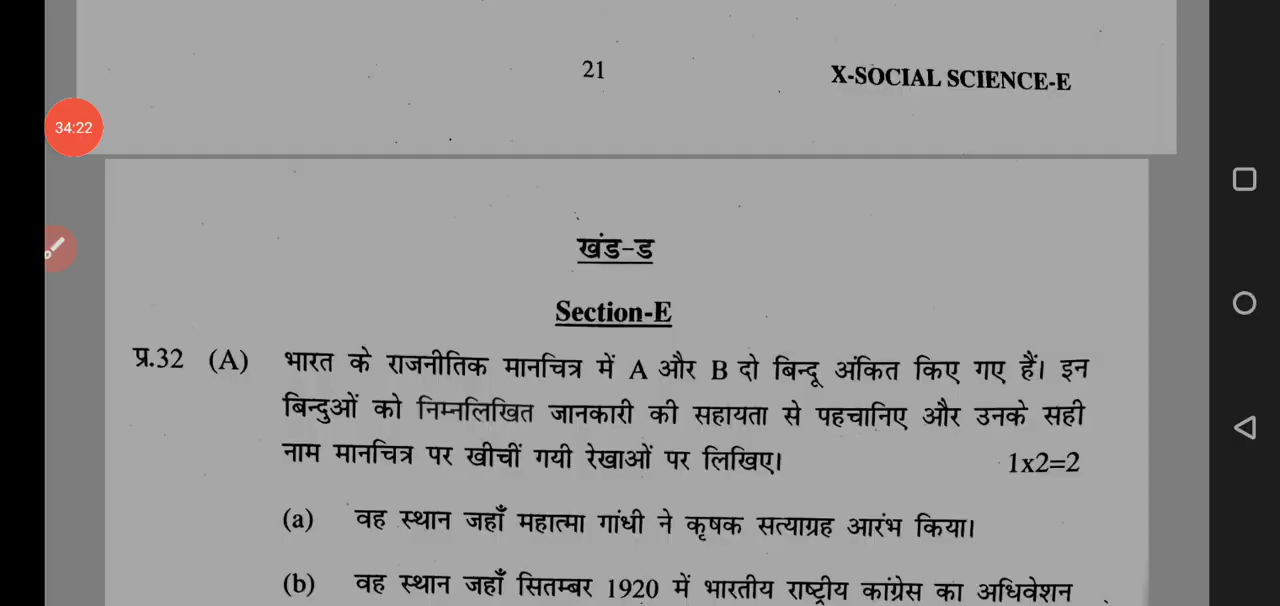 21
X-SOCIAL SCIENCE-E
34:22
खंड-ड
Section-E
प्र.32 (A) भारत के राजनीतिक मानचित्र में A और B दो बिन्दू अंकित किए गए हैं। इन
बिन्दुओं को निम्नलिखित जानकारी की सहायता से पहचानिए और उनके सही
नाम मानचित्र पर खीचीं गयी रेखाओं पर लिखिए। 1x2=2
(a) वह स्थान जहाँ महात्मा गांधी ने कृषक सत्याग्रह आरंभ किया।
(b) वह स्थान जहाँ सितम्बर 1920 में भारतीय राष्ट्रीय कांग्रेस का अधिवेशन